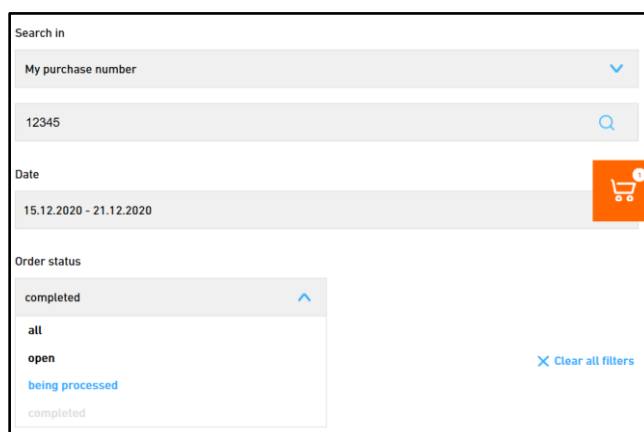 Search in
My purchase number
12345
Date
1
15.12.2020 - 21.12.2020
Order status
completed
all
open
being processed
Clear all filters
completed